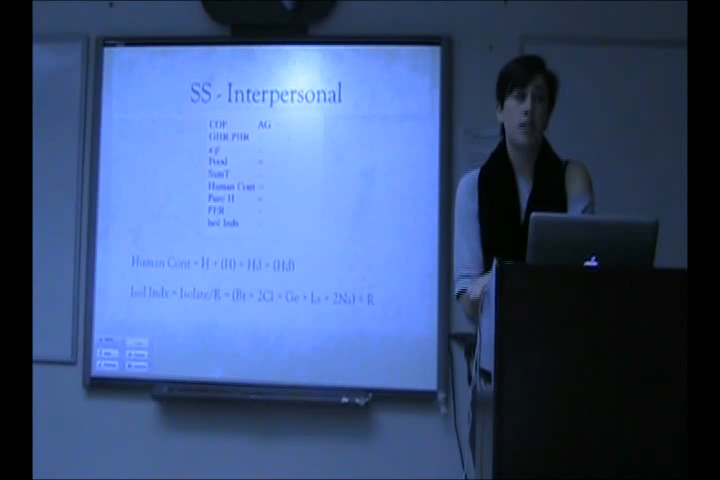 SS - Interpersonal
COP AG -
GHR:PHR
a:p -
Food =
SumT -
Human Cont =
Pure H =
PER -
Isol Indx -
Human Cont = H + (H) + Hd + (Hd)
Isol Indx = Isolate/R = (Bt + 2Cl + Ge + Ls + 2Na) ÷ R